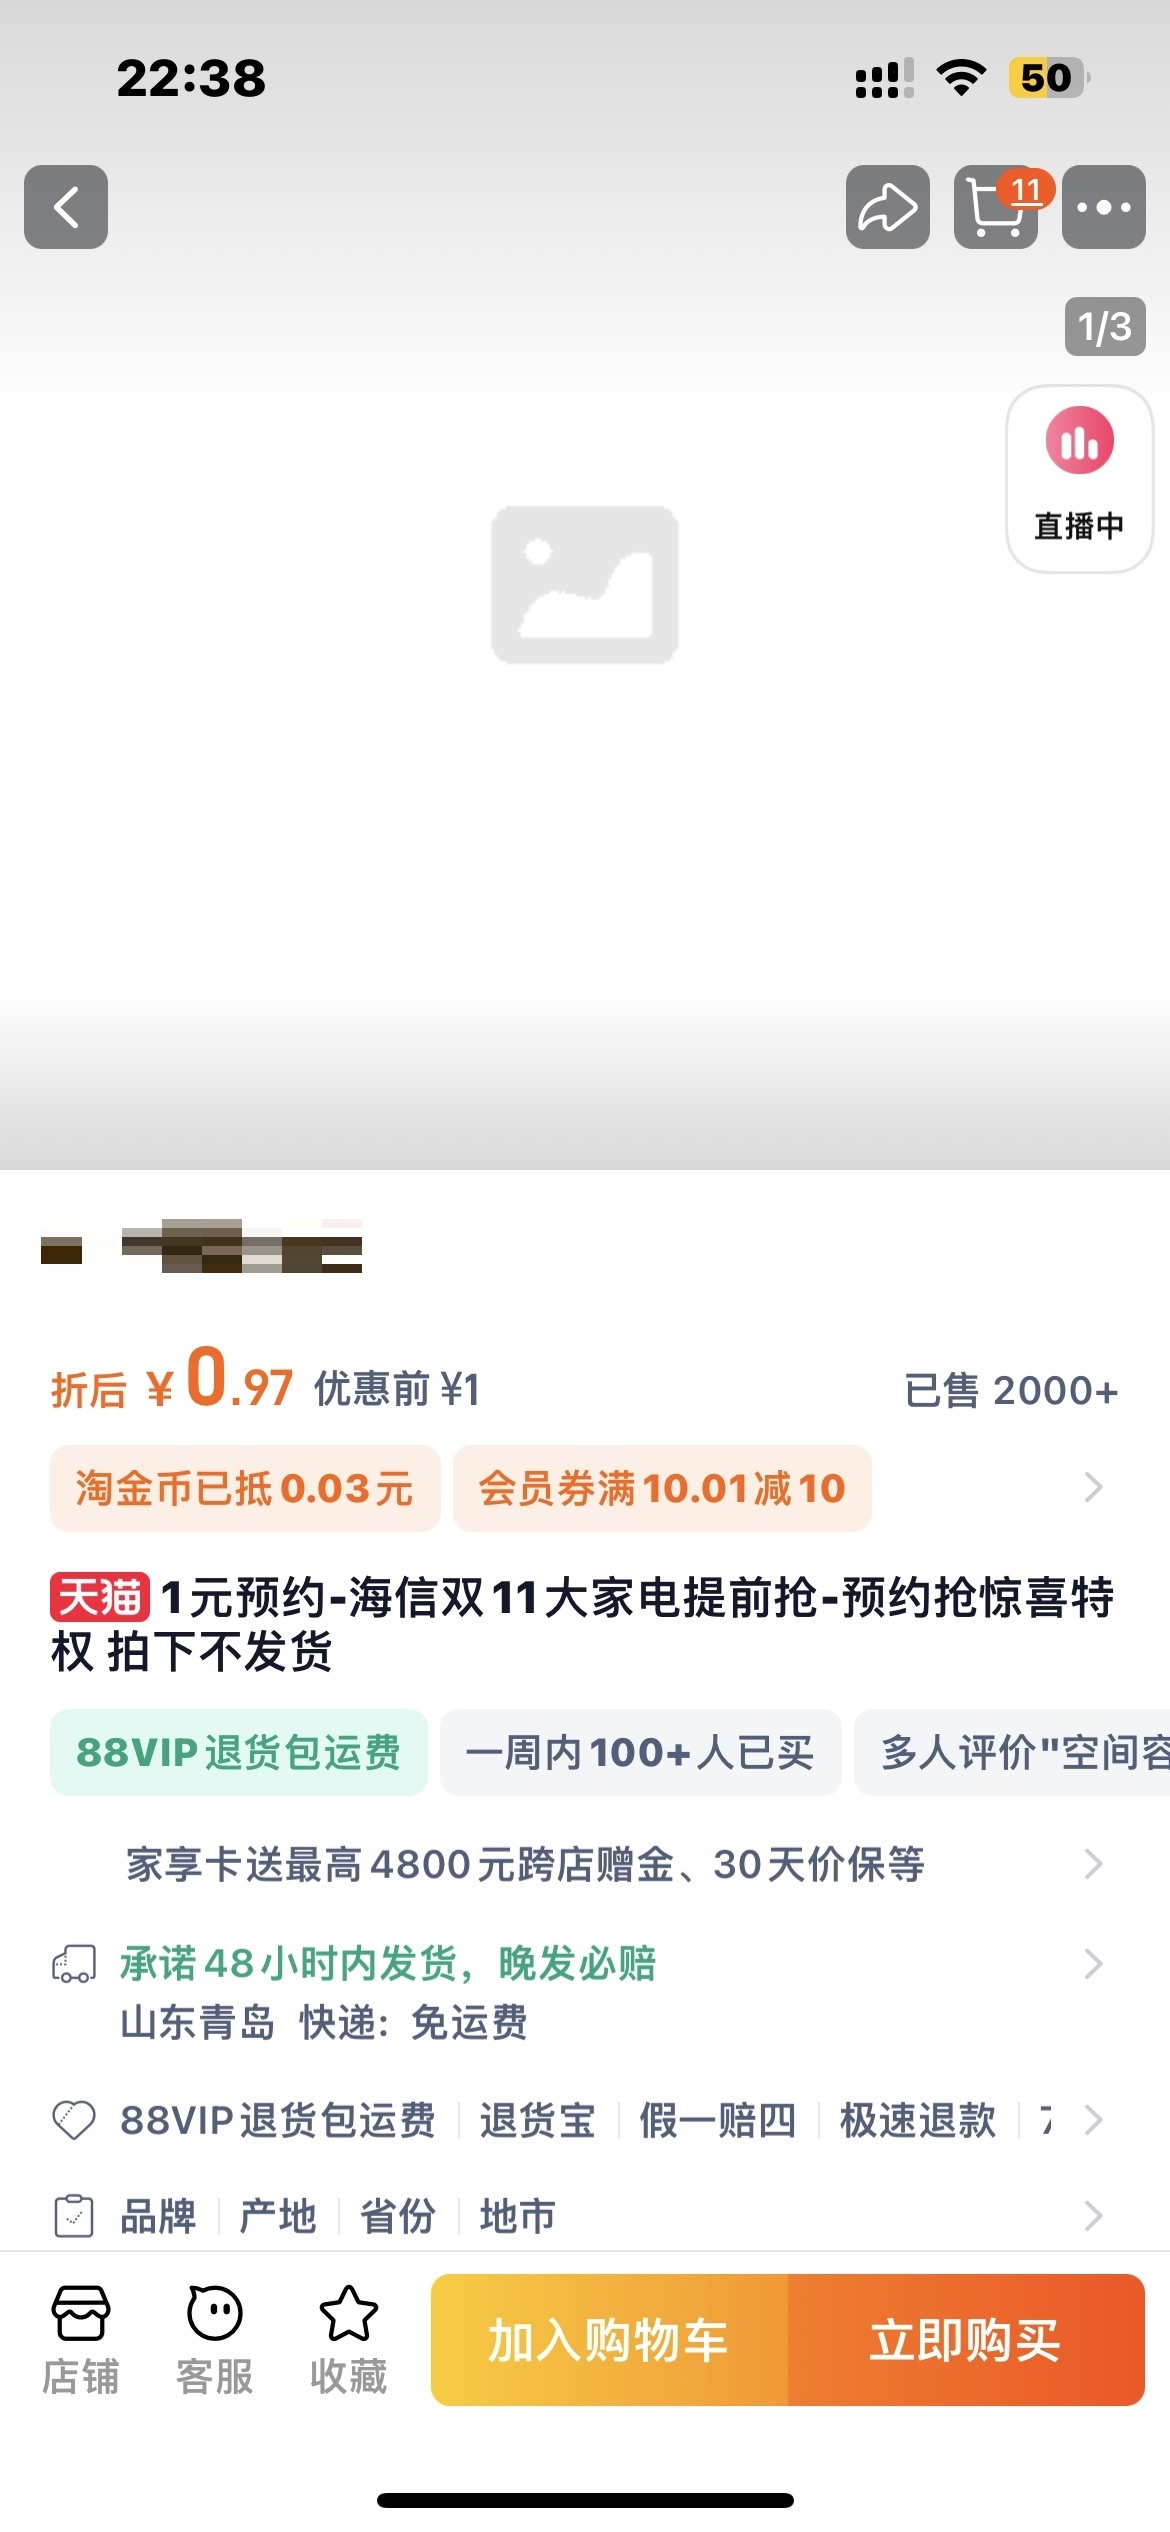 22:38
50
11
1/3
直播中
折后 ¥0.97 优惠前 ¥1 已售 2000+
淘金币已抵0.03元 会员券满10.01减10
天猫 1元预约-海信双11大家电提前抢-预约抢惊喜特
权 拍下不发货
88VIP退货包运费 一周内100+人已买 多人评价"空间容
家享卡送最高4800元跨店赠金、30天价保等
承诺48小时内发货，晚发必赔
山东青岛 快递：免运费
88VIP退货包运费 退货宝 假一赔四 极速退款
品牌 产地 省份 地市
店铺 客服 收藏 加入购物车 立即购买